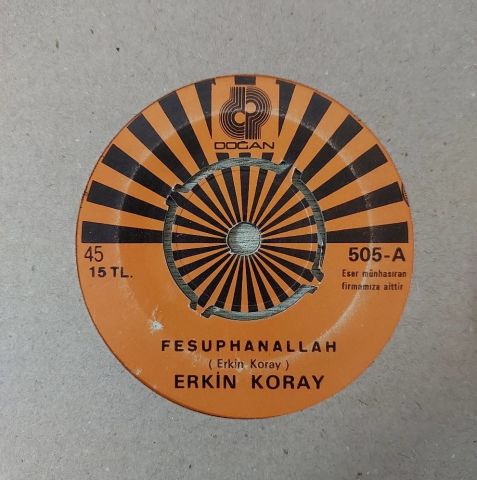 DOĞAN
45
15 TL.
505-A
Eser münhasıran
firmamıza aittir
FESUPHANALLAH
( Erkin Koray )
ERKİN KORAY